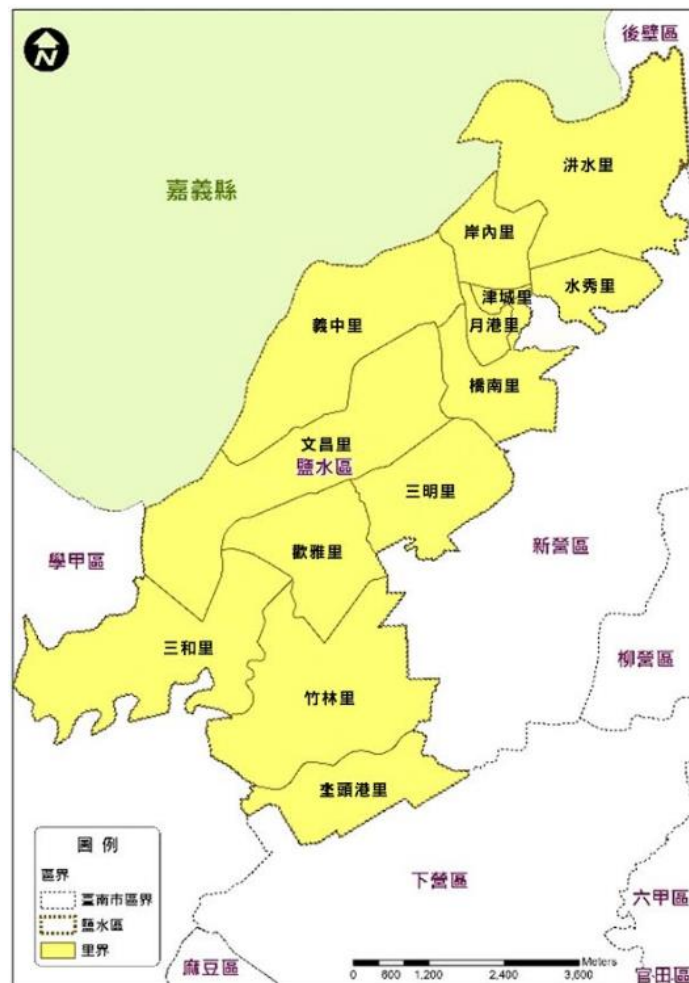 N
後壁區
汫水里
嘉義縣
岸內里
水秀里
津城里
義中里
月港里
橋南里
文昌里
鹽水區
三明里
歡雅里
新營區
學甲區
三和里
柳營區
竹林里
坔頭港里
圖 例
區界
臺南市區界
鹽水區
里界
下營區
六甲區
麻豆區
官田區
0 600 1,200 2,400 3,600 Meters